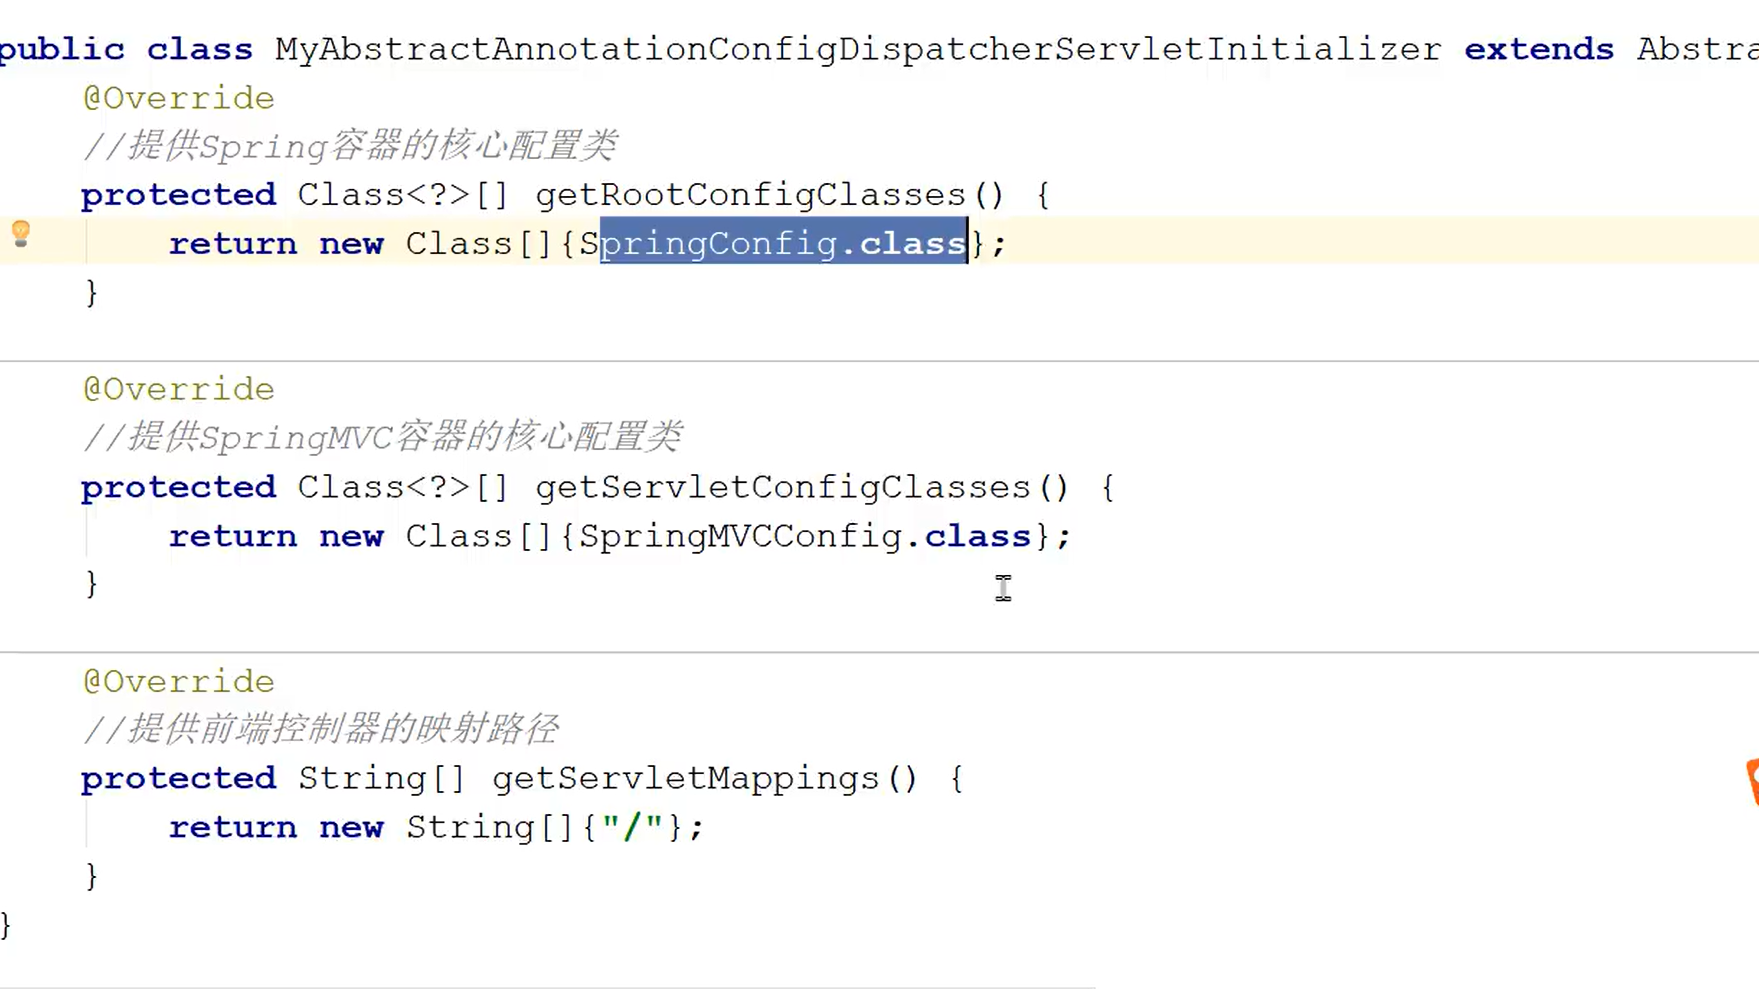 public class MyAbstractAnnotationConfigDispatcherServletInitializer extends Abstra
@Override
//提供Spring容器的核心配置类
protected Class<?>[] getRootConfigClasses() {
return new Class[]{SpringConfig.class};
}
@Override
//提供SpringMVC容器的核心配置类
protected Class<?>[] getServletConfigClasses() {
return new Class[]{SpringMVCConfig.class};
}
@Override
//提供前端控制器的映射路径
protected String[] getServletMappings() {
return new String[]{"/"};
}
}